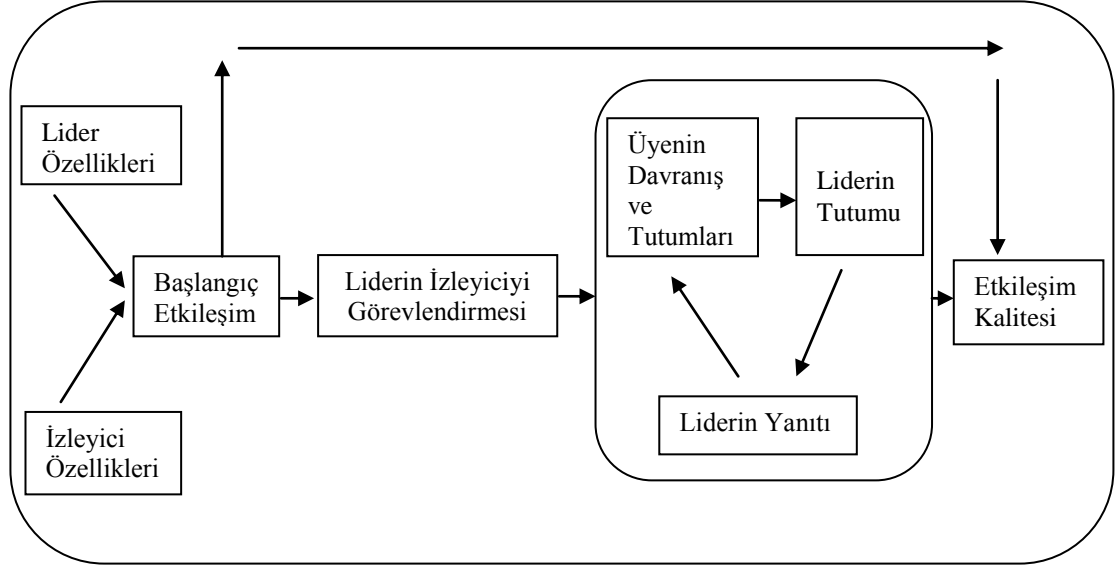 Lider
Özellikleri
Üyenin
Davranış
ve
Tutumları
Liderin
Tutumu
Başlangıç
Etkileşim
Liderin İzleyiciyi
Görevlendirmesi
Etkileşim
Kalitesi
Liderin Yanıtı
İzleyici
Özellikleri